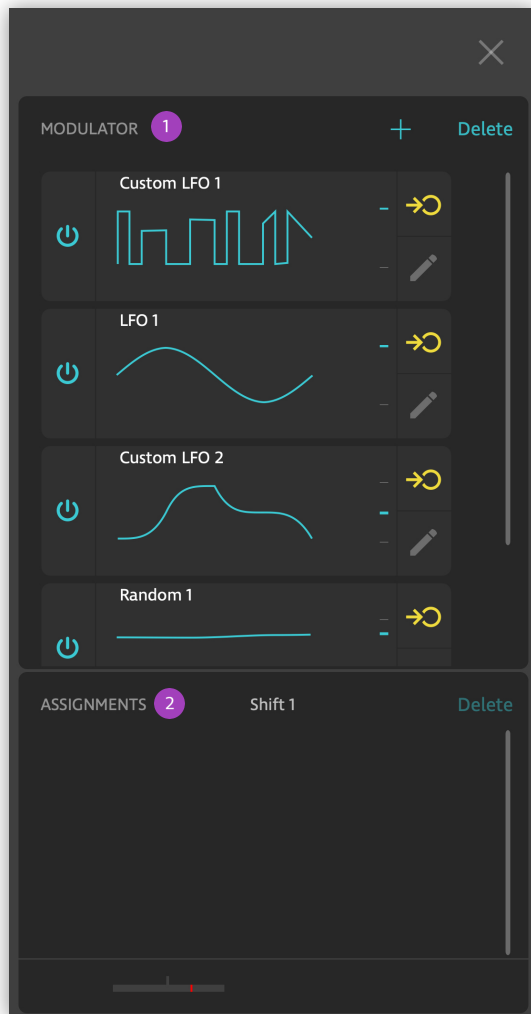 MODULATOR 1 + Delete
Custom LFO 1
LFO 1
Custom LFO 2
Random 1
ASSIGNMENTS 2 Shift 1 Delete